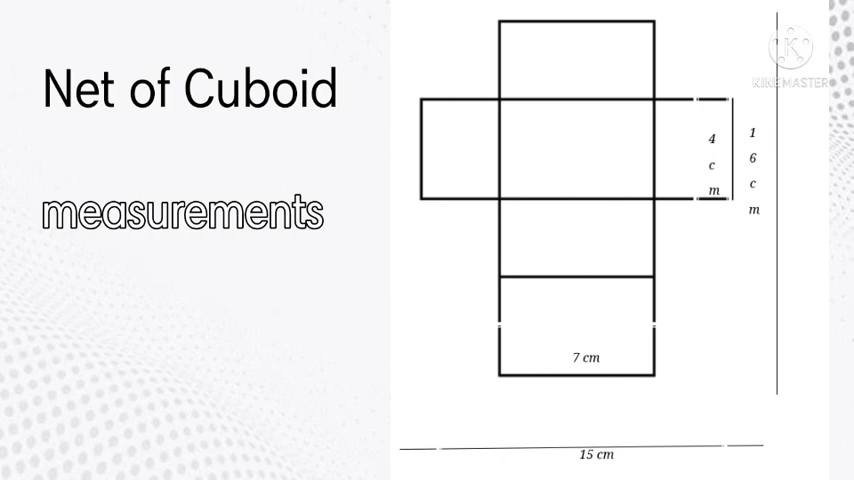 Net of Cuboid
measurements
KINEMASTER
4
c
m
1
6
c
m
7 cm
15 cm